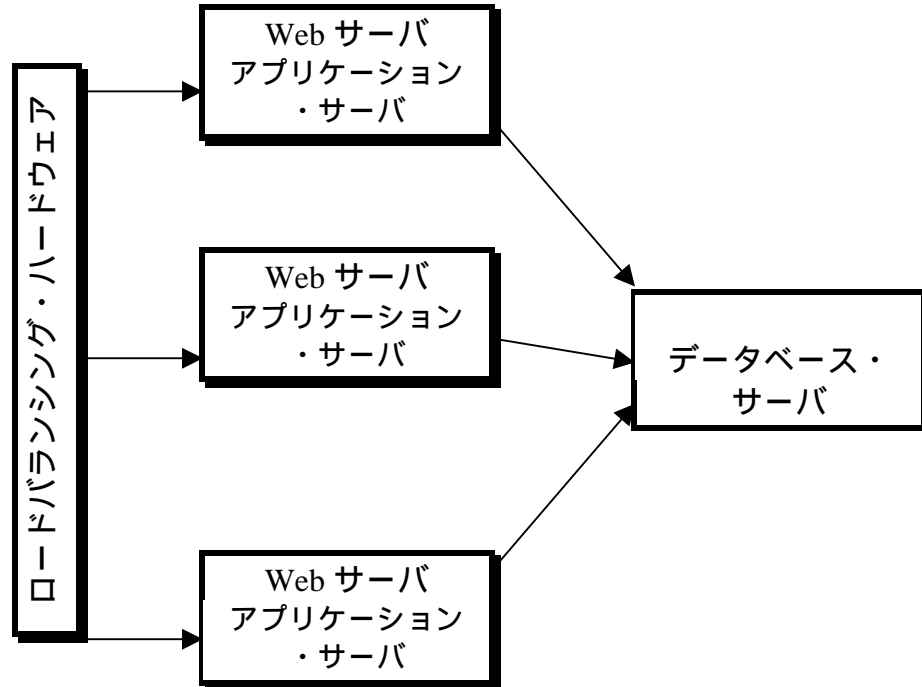 ロードバランシング・ハードウェア
Web サーバ
アプリケーション
・サーバ
Web サーバ
アプリケーション
・サーバ
Web サーバ
アプリケーション
・サーバ
データベース・
サーバ